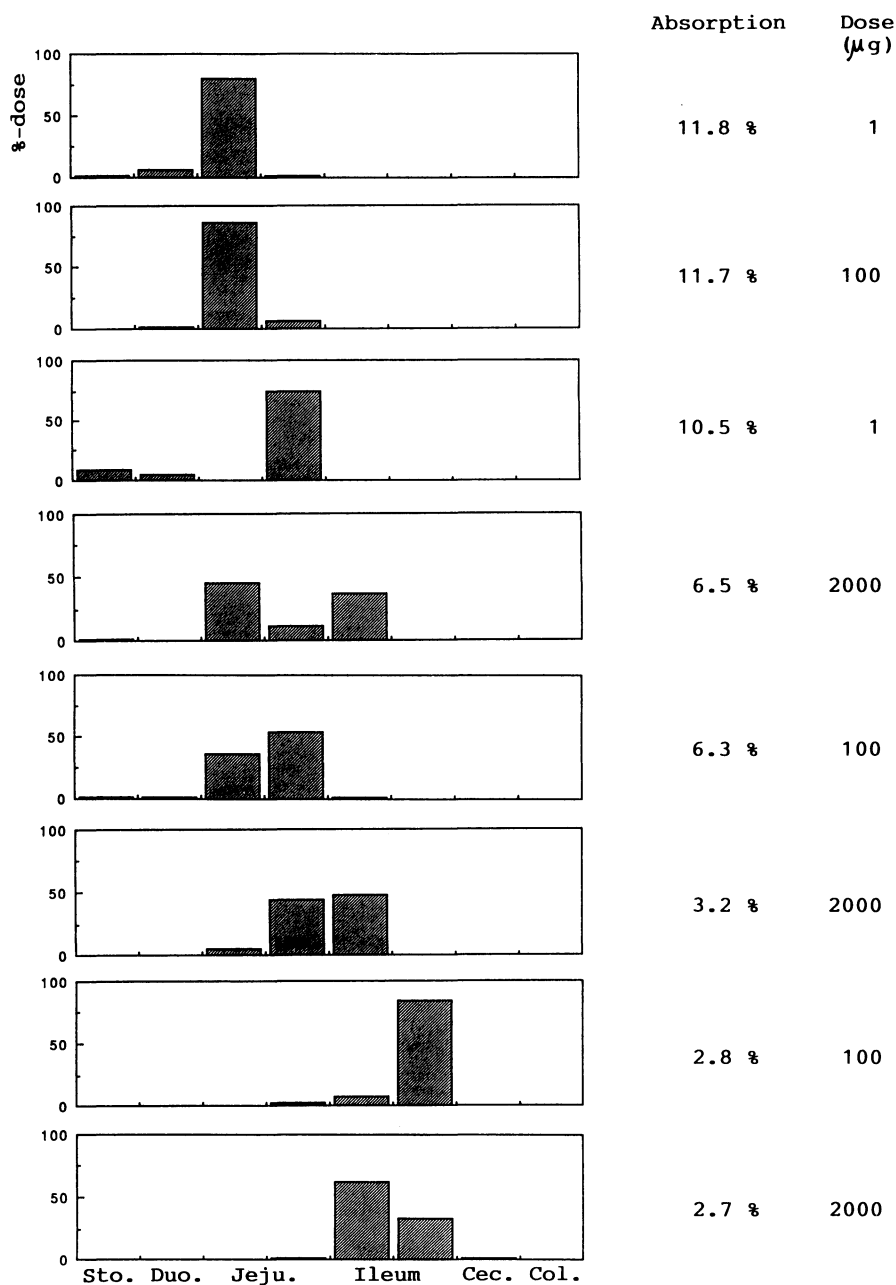 Absorption Dose
(μg)
%-dose
100
50
0
11.8 % 1
100
50
0
11.7 % 100
100
50
0
10.5 % 1
100
50
0
6.5 % 2000
100
50
0
6.3 % 100
100
50
0
3.2 % 2000
100
50
0
2.8 % 100
100
50
0
2.7 % 2000
Sto. Duo. Jeju. Ileum Cec. Col.